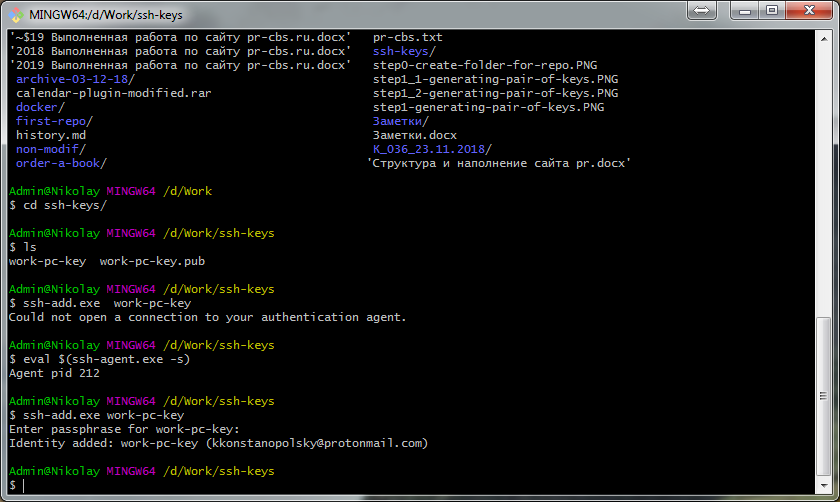 MINGW64:/d/Work/ssh-keys
'~$19 Выполненная работа по сайту pr-cbs.ru.docx'   pr-cbs.txt
'2018 Выполненная работа по сайту pr-cbs.ru.docx'   ssh-keys/
'2019 Выполненная работа по сайту pr-cbs.ru.docx'   step0-create-folder-for-repo.PNG
archive-03-12-18/   step1_1-generating-pair-of-keys.PNG
calendar-plugin-modified.rar   step1_2-generating-pair-of-keys.PNG
docker/   step1-generating-pair-of-keys.PNG
first-repo/   Заметки/
history.md   Заметки.docx
non-modif/   K_036_23.11.2018/
order-a-book/   'Структура и наполнение сайта pr.docx'
Admin@Nikolay MINGW64 /d/Work
$ cd ssh-keys/
Admin@Nikolay MINGW64 /d/Work/ssh-keys
$ ls
work-pc-key  work-pc-key.pub
Admin@Nikolay MINGW64 /d/Work/ssh-keys
$ ssh-add.exe  work-pc-key
Could not open a connection to your authentication agent.
Admin@Nikolay MINGW64 /d/Work/ssh-keys
$ eval $(ssh-agent.exe -s)
Agent pid 212
Admin@Nikolay MINGW64 /d/Work/ssh-keys
$ ssh-add.exe work-pc-key
Enter passphrase for work-pc-key:
Identity added: work-pc-key (kkonstanopolsky@protonmail.com)
Admin@Nikolay MINGW64 /d/Work/ssh-keys
$